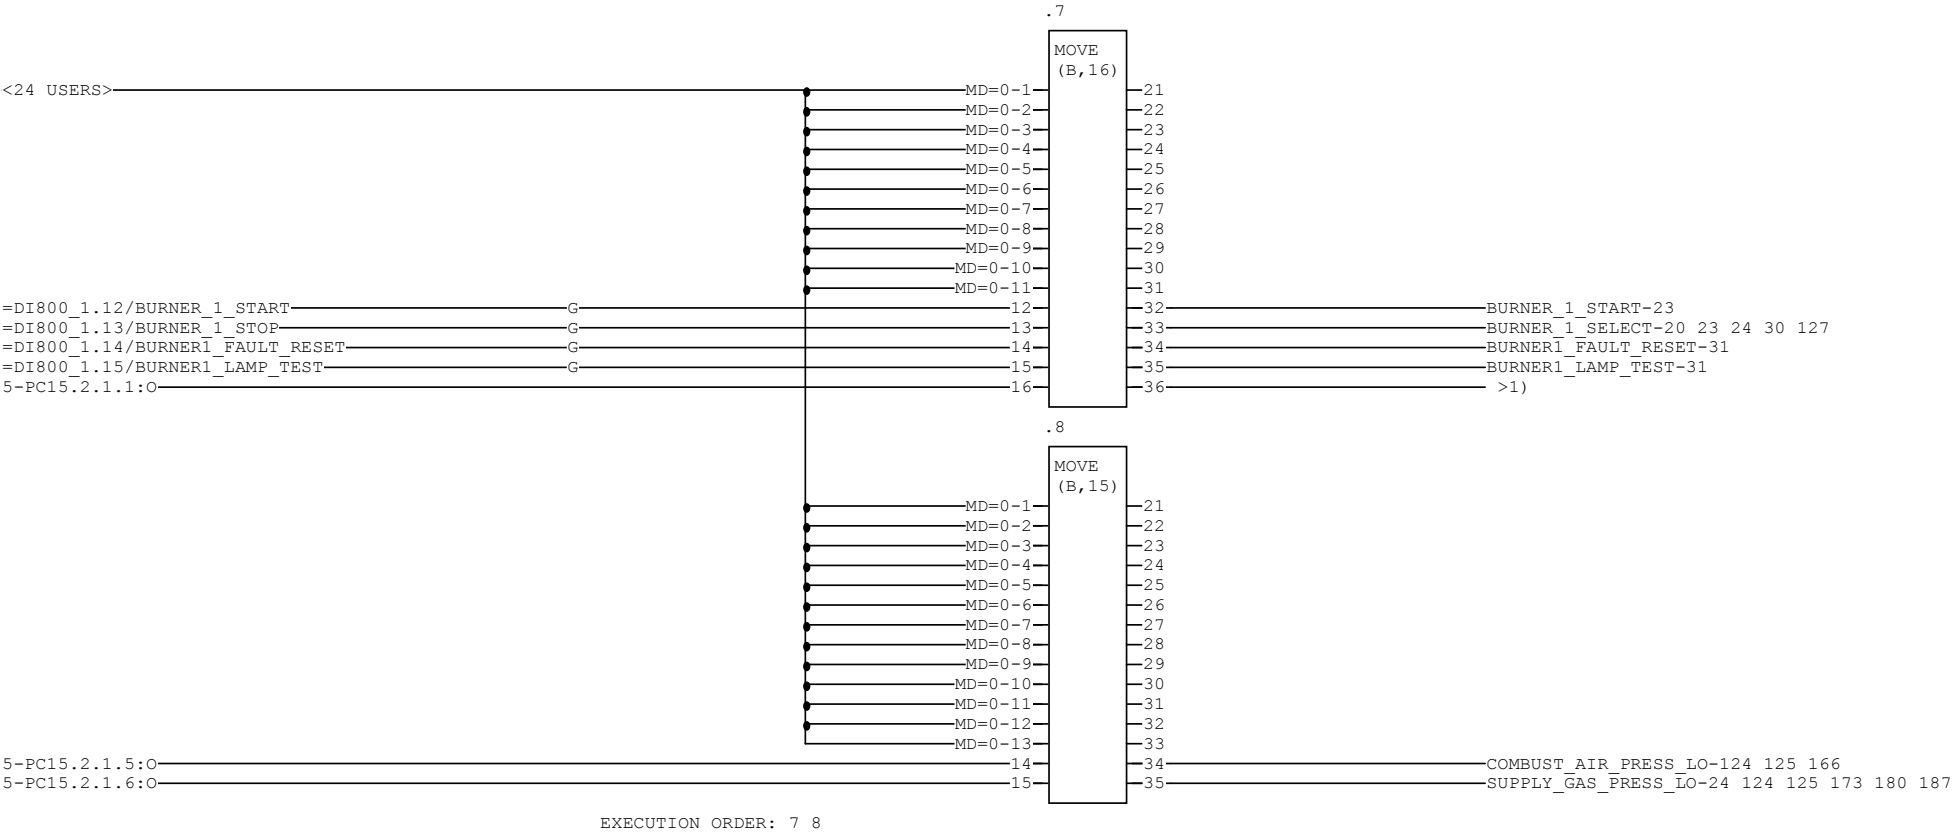 .7
MOVE
(B,16)
<24 USERS> MD=0-1 21
MD=0-2 22
MD=0-3 23
MD=0-4 24
MD=0-5 25
MD=0-6 26
MD=0-7 27
MD=0-8 28
MD=0-9 29
MD=0-10 30
MD=0-11 31
=DI800_1.12/BURNER_1_START G 12 32 BURNER_1_START-23
=DI800_1.13/BURNER_1_STOP G 13 33 BURNER_1_SELECT-20 23 24 30 127
=DI800_1.14/BURNER1_FAULT_RESET G 14 34 BURNER1_FAULT_RESET-31
=DI800_1.15/BURNER1_LAMP_TEST G 15 35 BURNER1_LAMP_TEST-31
5-PC15.2.1.1:O 16 36 >1)
.8
MOVE
(B,15)
MD=0-1 21
MD=0-2 22
MD=0-3 23
MD=0-4 24
MD=0-5 25
MD=0-6 26
MD=0-7 27
MD=0-8 28
MD=0-9 29
MD=0-10 30
MD=0-11 31
MD=0-12 32
MD=0-13 33
5-PC15.2.1.5:O 14 34 COMBUST_AIR_PRESS_LO-124 125 166
5-PC15.2.1.6:O 15 35 SUPPLY_GAS_PRESS_LO-24 124 125 173 180 187
EXECUTION ORDER: 7 8